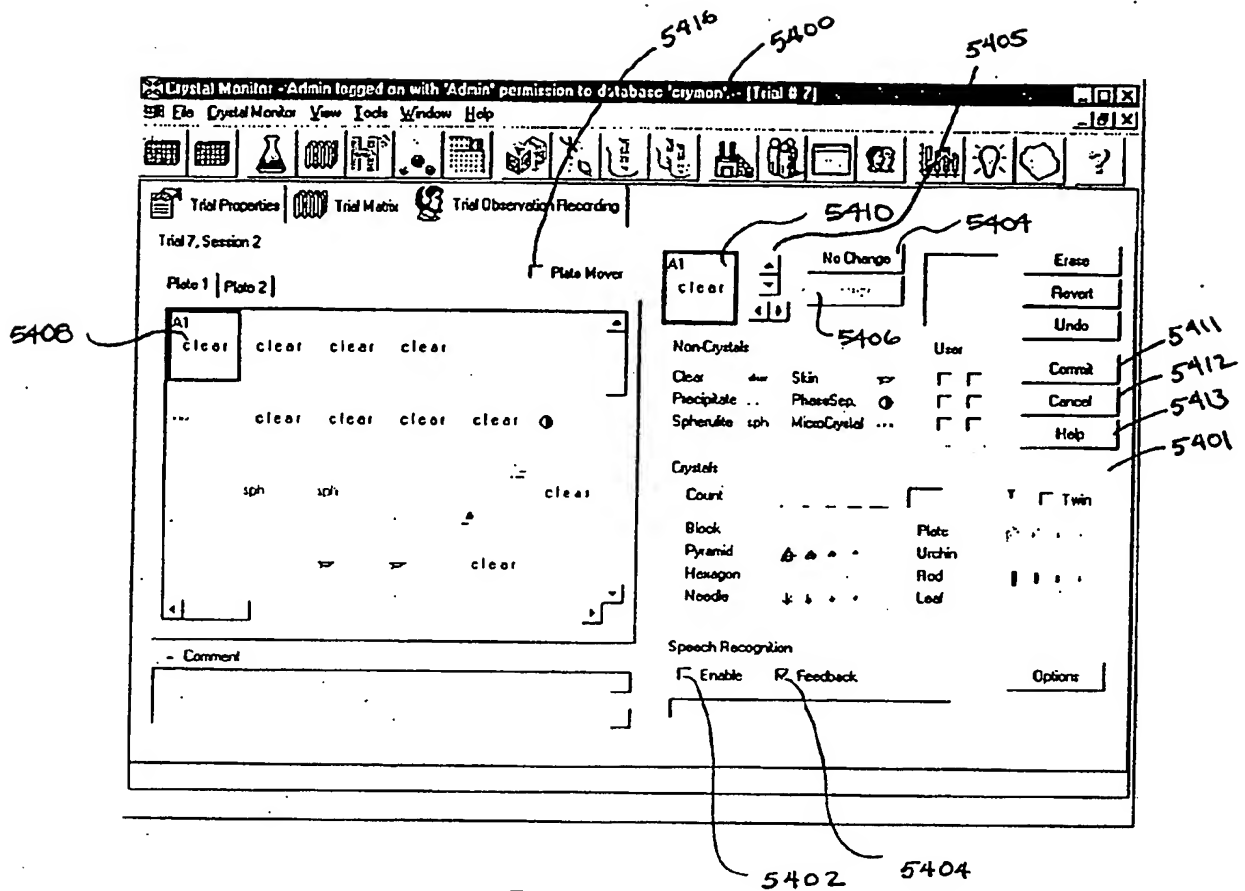 5416
5400
5405
Crystal Monitor - Admin logged on with 'Admin' permission to database 'crymon'. - [Trial # 7]
File Crystal Monitor View Tools Window Help
Trial Properties Trial Matrix Trial Observation Recording
5410
5404
Trial 7, Session 2
Plate Mover
A1
clear
No Change
Erase
Plate 1 Plate 2
Revert
5408
A1
clear clear clear clear
5406
Undo
5411
Non-Crystals User
Commit
5412
Clear clear Skin
Cancel
5413
Precipitate PhaseSep.
clear clear clear clear
Spherulite sph MicroCrystal
Help
5401
Crystals
sph sph clear
Count Twin
Block Plate
Pyramid Urchin
clear
Hexagon Rod
Needle Leaf
Comment
Speech Recognition
Enable Feedback
Options
5402
5404